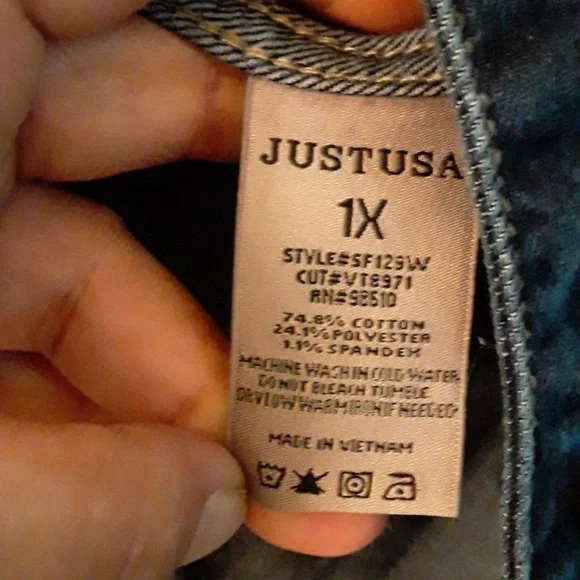 JUSTUSA
1X
STYLE#SF129W
CUT#VT8971
RN#98510
74.8% COTTON
24.1% POLYESTER
1.1% SPANDEX
MACHINE WASH IN COLD WATER
DO NOT BLEACH TUMBLE
DRY LOW WARM IRON IF NEEDED
MADE IN VIETNAM